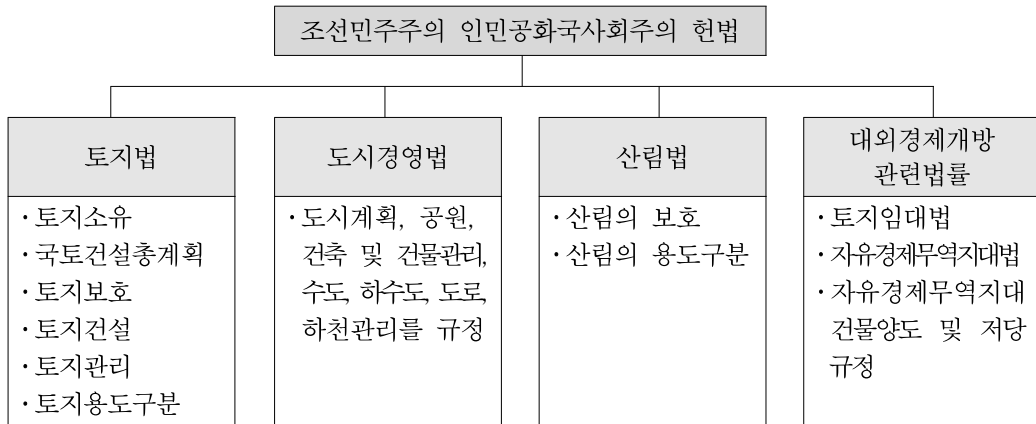 조선민주주의 인민공화국사회주의 헌법
토지법
·토지소유
·국토건설총계획
·토지보호
·토지건설
·토지관리
·토지용도구분
도시경영법
·도시계획, 공원,
건축 및 건물관리,
수도, 하수도, 도로,
하천관리를 규정
산림법
·산림의 보호
·산림의 용도구분
대외경제개방
관련법률
·토지임대법
·자유경제무역지대법
·자유경제무역지대
건물양도 및 저당
규정